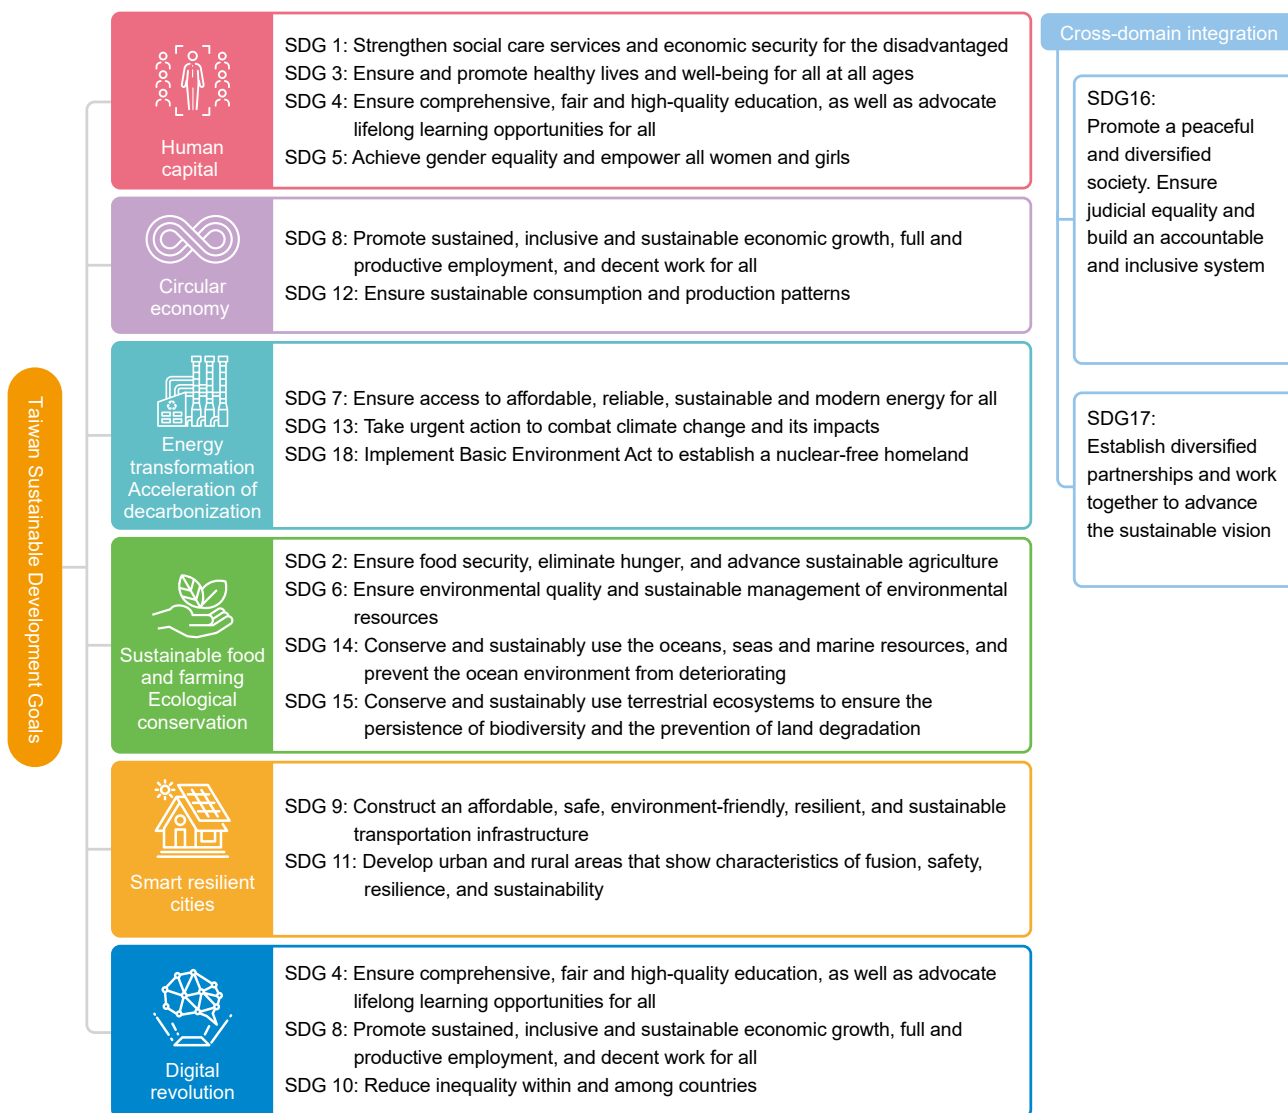 Taiwan Sustainable Development Goals
Human
capital
SDG 1: Strengthen social care services and economic security for the disadvantaged
SDG 3: Ensure and promote healthy lives and well-being for all at all ages
SDG 4: Ensure comprehensive, fair and high-quality education, as well as advocate
lifelong learning opportunities for all
SDG 5: Achieve gender equality and empower all women and girls
Circular
economy
SDG 8: Promote sustained, inclusive and sustainable economic growth, full and
productive employment, and decent work for all
SDG 12: Ensure sustainable consumption and production patterns
Energy
transformation
Acceleration of
decarbonization
SDG 7: Ensure access to affordable, reliable, sustainable and modern energy for all
SDG 13: Take urgent action to combat climate change and its impacts
SDG 18: Implement Basic Environment Act to establish a nuclear-free homeland
Sustainable food
and farming
Ecological
conservation
SDG 2: Ensure food security, eliminate hunger, and advance sustainable agriculture
SDG 6: Ensure environmental quality and sustainable management of environmental
resources
SDG 14: Conserve and sustainably use the oceans, seas and marine resources, and
prevent the ocean environment from deteriorating
SDG 15: Conserve and sustainably use terrestrial ecosystems to ensure the
persistence of biodiversity and the prevention of land degradation
Smart resilient
cities
SDG 9: Construct an affordable, safe, environment-friendly, resilient, and sustainable
transportation infrastructure
SDG 11: Develop urban and rural areas that show characteristics of fusion, safety,
resilience, and sustainability
Digital
revolution
SDG 4: Ensure comprehensive, fair and high-quality education, as well as advocate
lifelong learning opportunities for all
SDG 8: Promote sustained, inclusive and sustainable economic growth, full and
productive employment, and decent work for all
SDG 10: Reduce inequality within and among countries
Cross-domain integration
SDG16:
Promote a peaceful
and diversified
society. Ensure
judicial equality and
build an accountable
and inclusive system
SDG17:
Establish diversified
partnerships and work
together to advance
the sustainable vision